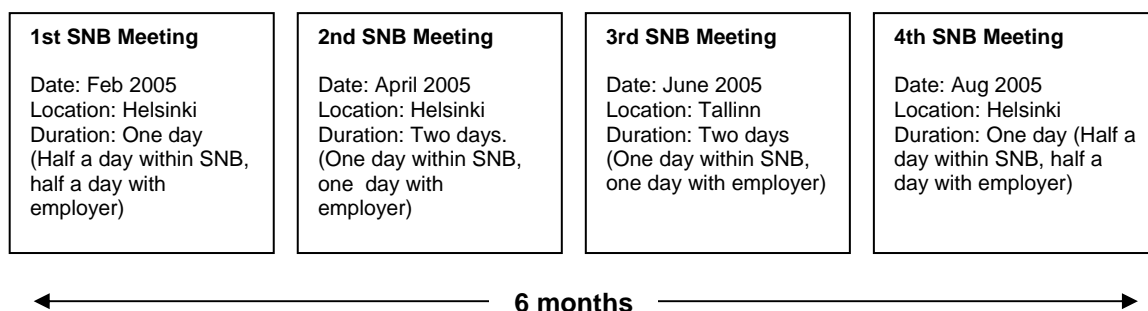 1st SNB Meeting
Date: Feb 2005
Location: Helsinki
Duration: One day
(Half a day within SNB,
half a day with
employer)
2nd SNB Meeting
Date: April 2005
Location: Helsinki
Duration: Two days.
(One day within SNB,
one  day with
employer)
3rd SNB Meeting
Date: June 2005
Location: Tallinn
Duration: Two days
(One day within SNB,
one day with employer)
4th SNB Meeting
Date: Aug 2005
Location: Helsinki
Duration: One day (Half a
day within SNB, half a
day with employer)
6 months